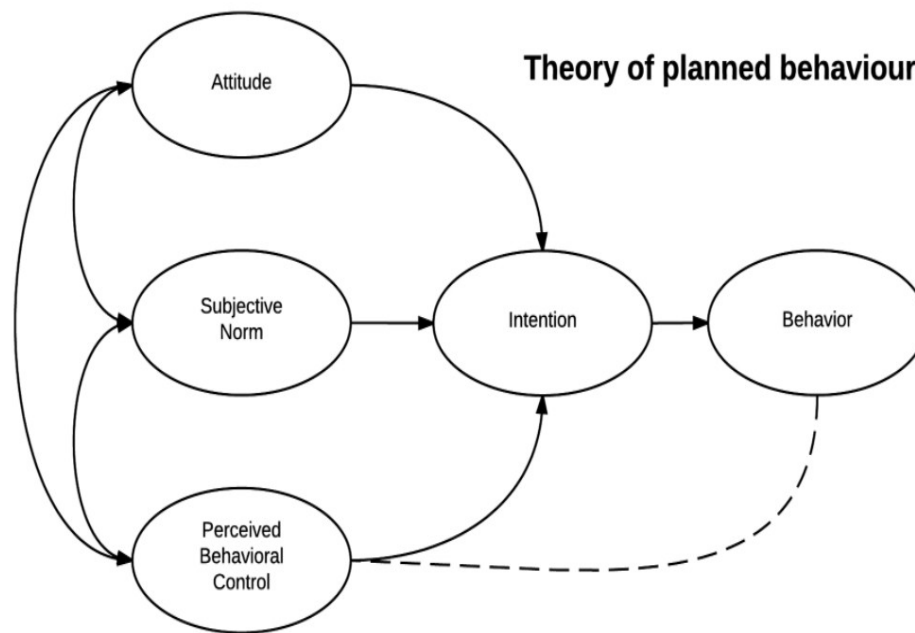 Theory of planned behaviour
Attitude
Subjective
Norm
Intention
Behavior
Perceived
Behavioral
Control